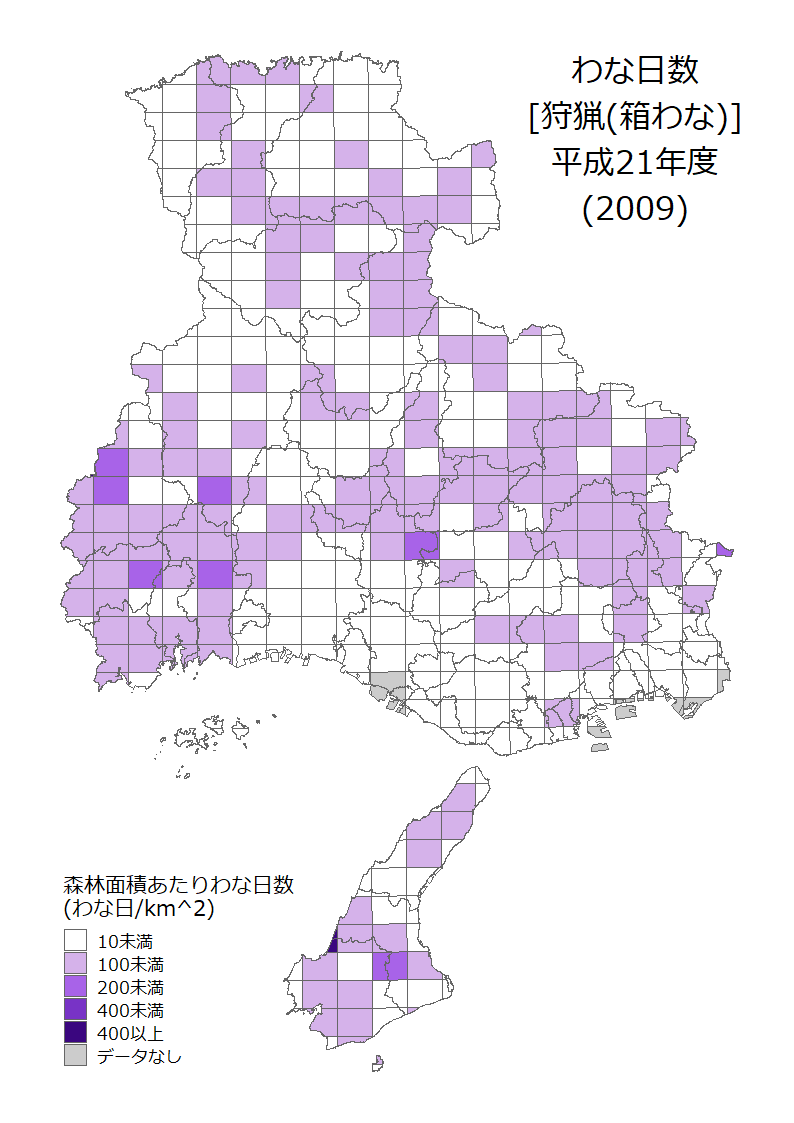 わな日数
[狩猟(箱わな)]
平成21年度
(2009)
森林面積あたりわな日数
(わな日/km^2)
10未満
100未満
200未満
400未満
400以上
データなし